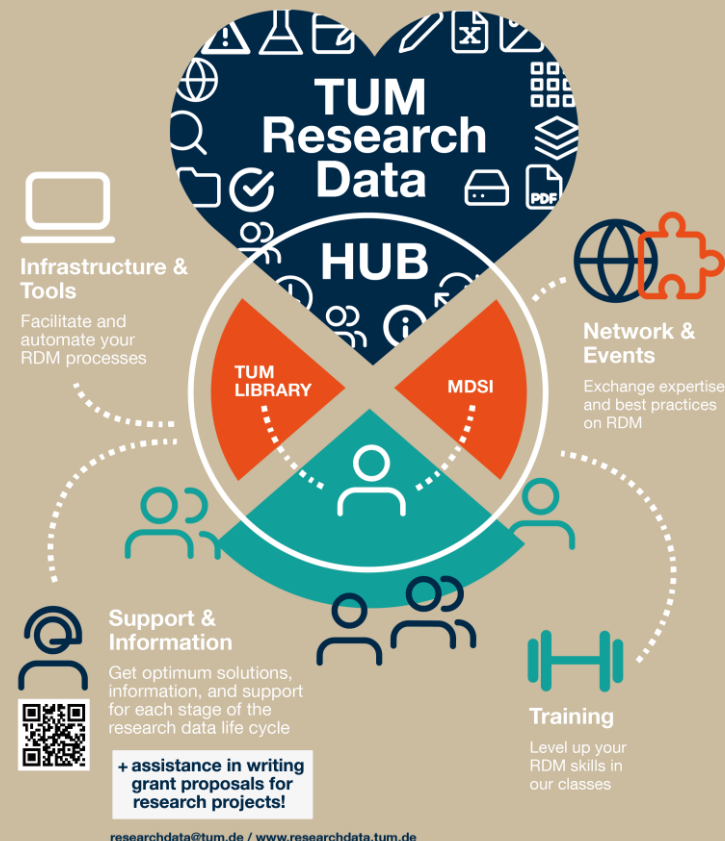 TUM
Research
Data
HUB
PDF
X
Infrastructure &
Tools
Facilitate and
automate your
RDM processes
TUM
LIBRARY
MDSI
Network &
Events
Exchange expertise
and best practices
on RDM
Support &
Information
Get optimum solutions,
information, and support
for each stage of the
research data life cycle
+ assistance in writing
grant proposals for
research projects!
Training
Level up your
RDM skills in
our classes
researchdata@tum.de / www.researchdata.tum.de